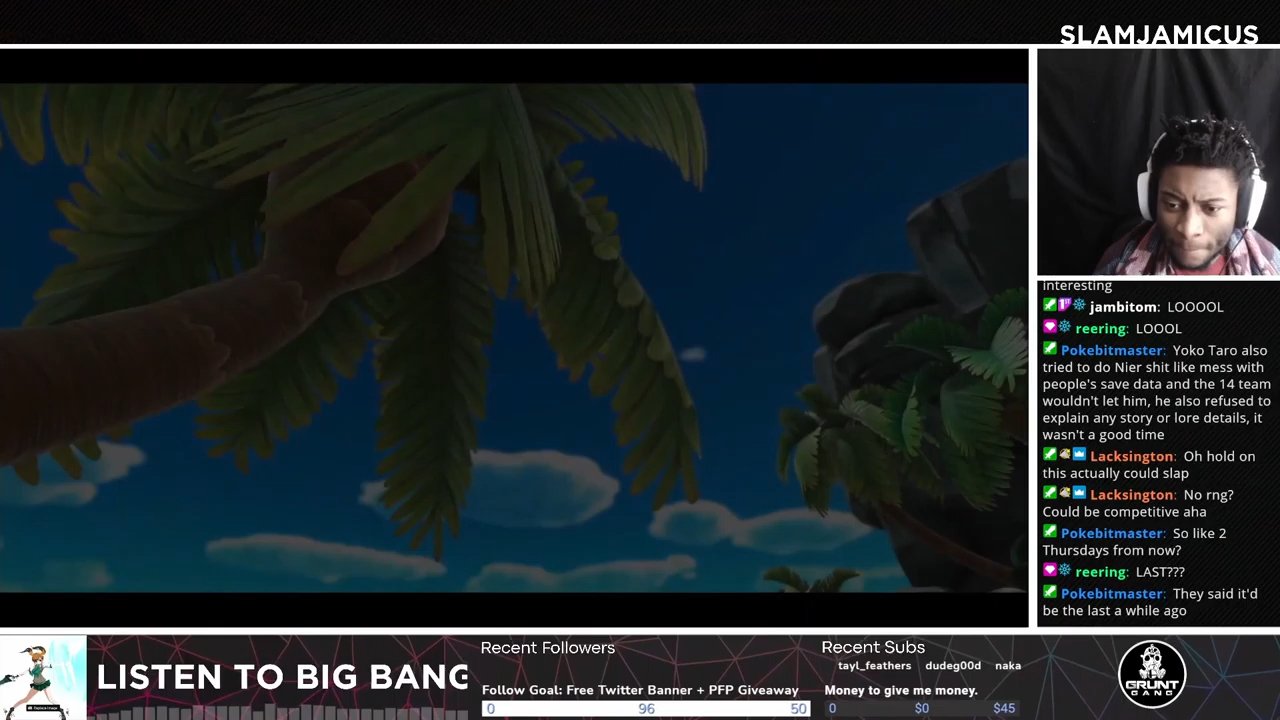 SLAMJAMICUS
interesting
jambitom: LOOOOL
reering: LOOOL
Pokebitmaster: Yoko Taro also
tried to do Nier shit like mess with
people's save data and the 14 team
wouldn't let him, he also refused to
explain any story or lore details, it
wasn't a good time
Lacksington: Oh hold on
this actually could slap
Lacksington: No rng?
Could be competitive aha
Pokebitmaster: So like 2
Thursdays from now?
reering: LAST???
Pokebitmaster: They said it'd
be the last a while ago
LISTEN TO BIG BANG
Recent Followers
Follow Goal: Free Twitter Banner + PFP Giveaway
0 96 50
Recent Subs
tayl_feathers dudeg00d naka
Money to give me money.
0 $0 $45
GRUNT
GANG